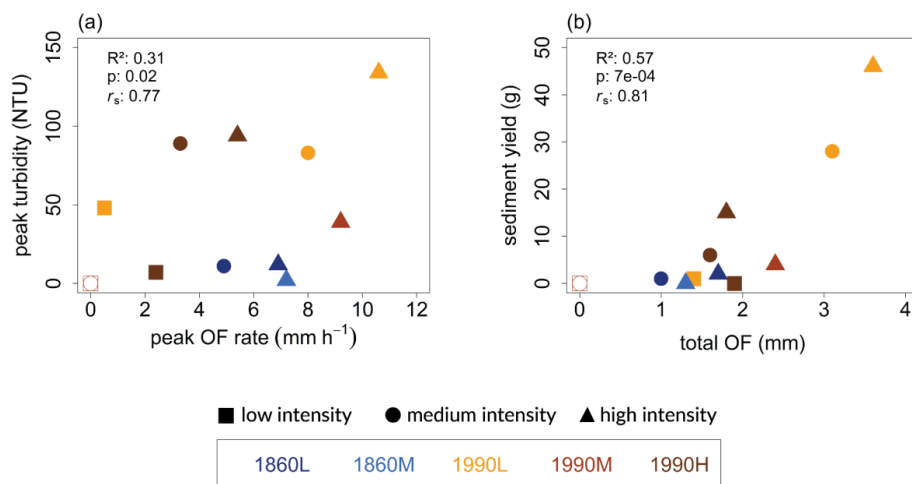 (a)
R²: 0.31
p: 0.02
rs: 0.77
peak turbidity (NTU)
0
50
100
150
0 2 4 6 8 10 12
peak OF rate (mm h⁻¹)
(b)
R²: 0.57
p: 7e-04
rs: 0.81
sediment yield (g)
0
10
20
30
40
50
0 1 2 3 4
total OF (mm)
low intensity medium intensity high intensity
1860L 1860M 1990L 1990M 1990H